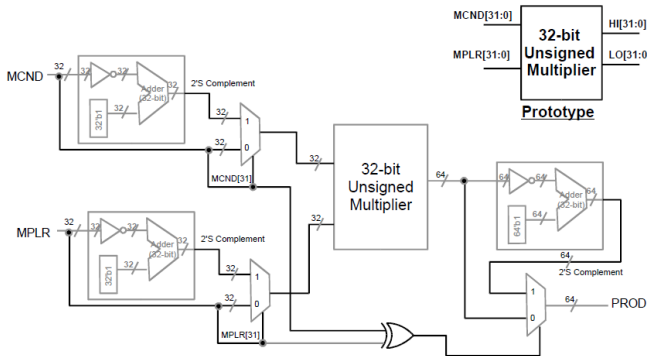 MCND[31:0]
MPLR[31:0]
32-bit
Unsigned
Multiplier
HI[31:0]
LO[31:0]
Prototype
MCND
32
32
32
Adder
(32-bit)
32
32'b1
32
2'S Complement
32
32
1
0
MCND[31]
32
32-bit
Unsigned
Multiplier
32
64
64
64
Adder
(32-bit)
64
64'b1
64
64
2'S Complement
1
0
64
PROD
MPLR
32
32
32
Adder
(32-bit)
32
32'b1
32
2'S Complement
32
32
1
0
MPLR[31]